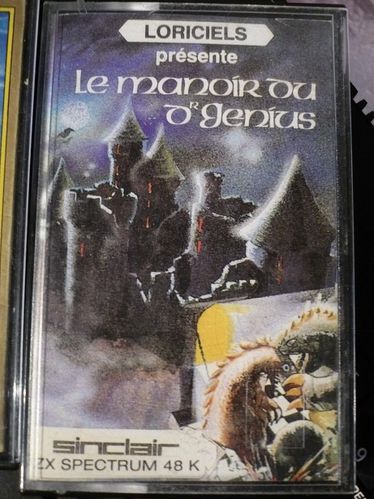 LORICIELS
présente
Le manoir du
Dr genius
sinclair
ZX SPECTRUM 48 K